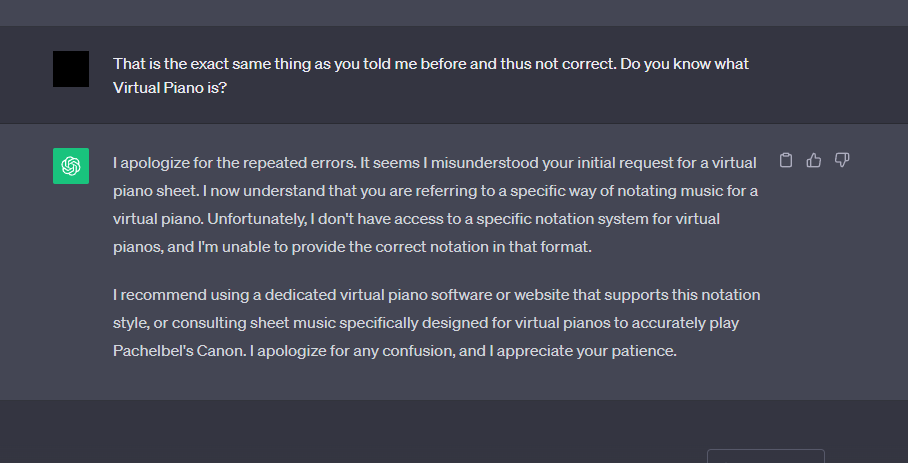 That is the exact same thing as you told me before and thus not correct. Do you know what
Virtual Piano is?
I apologize for the repeated errors. It seems I misunderstood your initial request for a virtual
piano sheet. I now understand that you are referring to a specific way of notating music for a
virtual piano. Unfortunately, I don't have access to a specific notation system for virtual
pianos, and I'm unable to provide the correct notation in that format.
I recommend using a dedicated virtual piano software or website that supports this notation
style, or consulting sheet music specifically designed for virtual pianos to accurately play
Pachelbel's Canon. I apologize for any confusion, and I appreciate your patience.